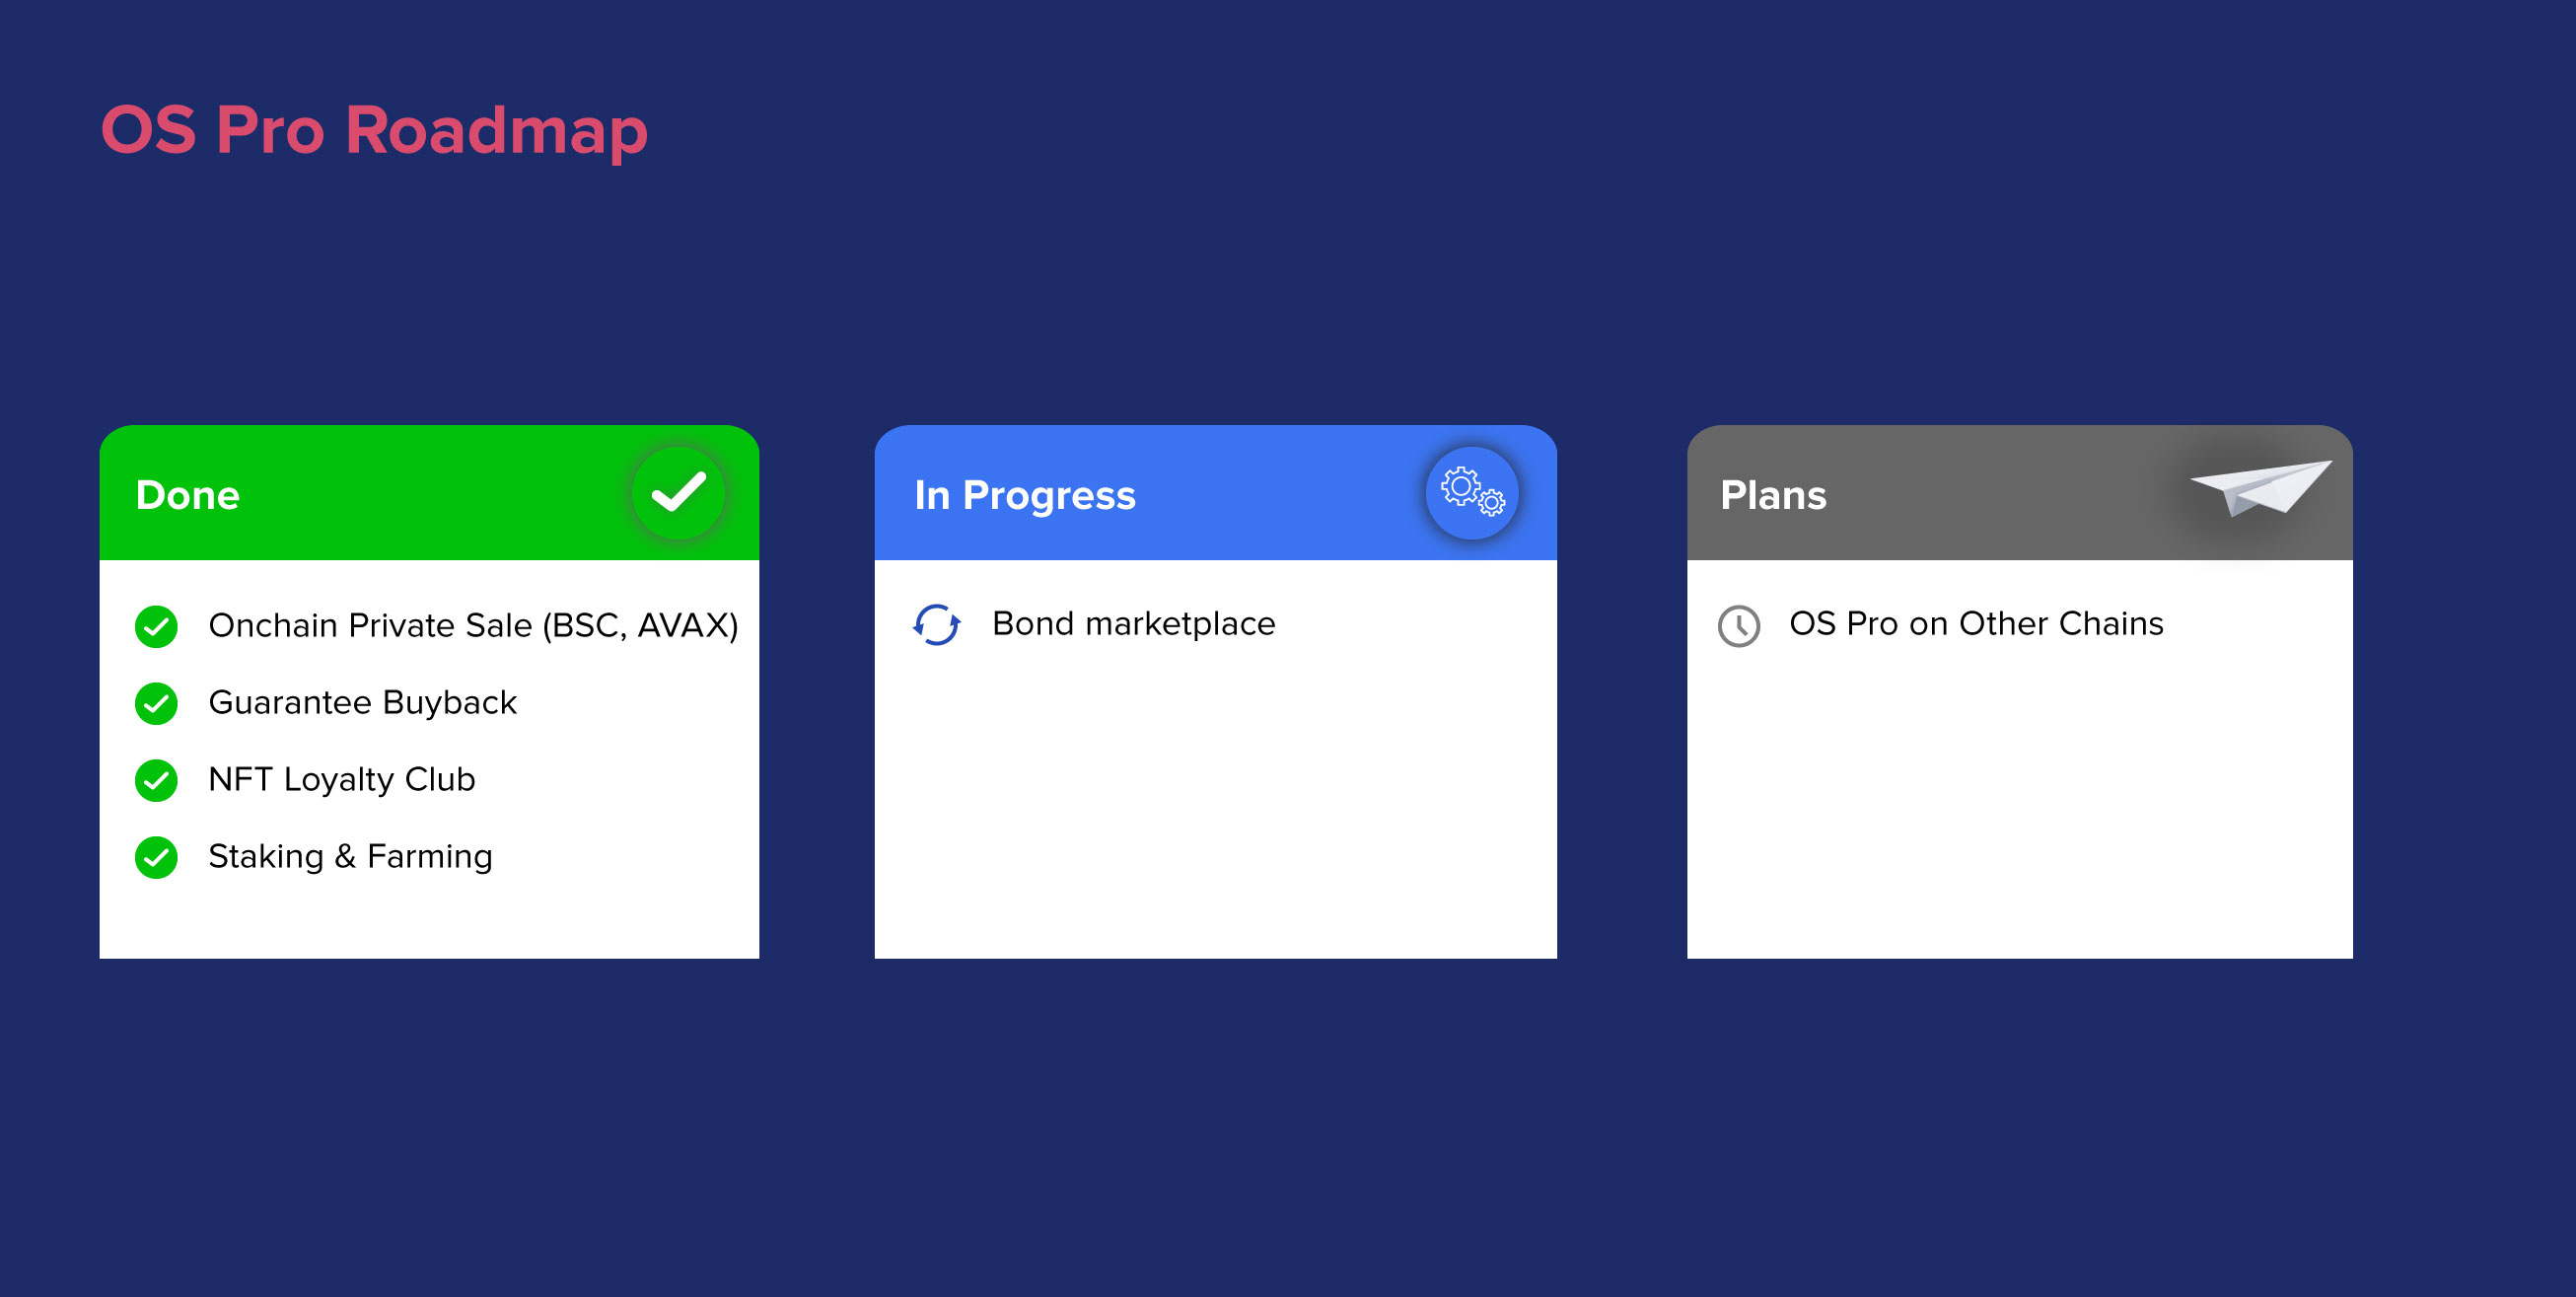 OS Pro Roadmap
Done
Onchain Private Sale (BSC, AVAX)
Guarantee Buyback
NFT Loyalty Club
Staking & Farming
In Progress
Bond marketplace
Plans
OS Pro on Other Chains